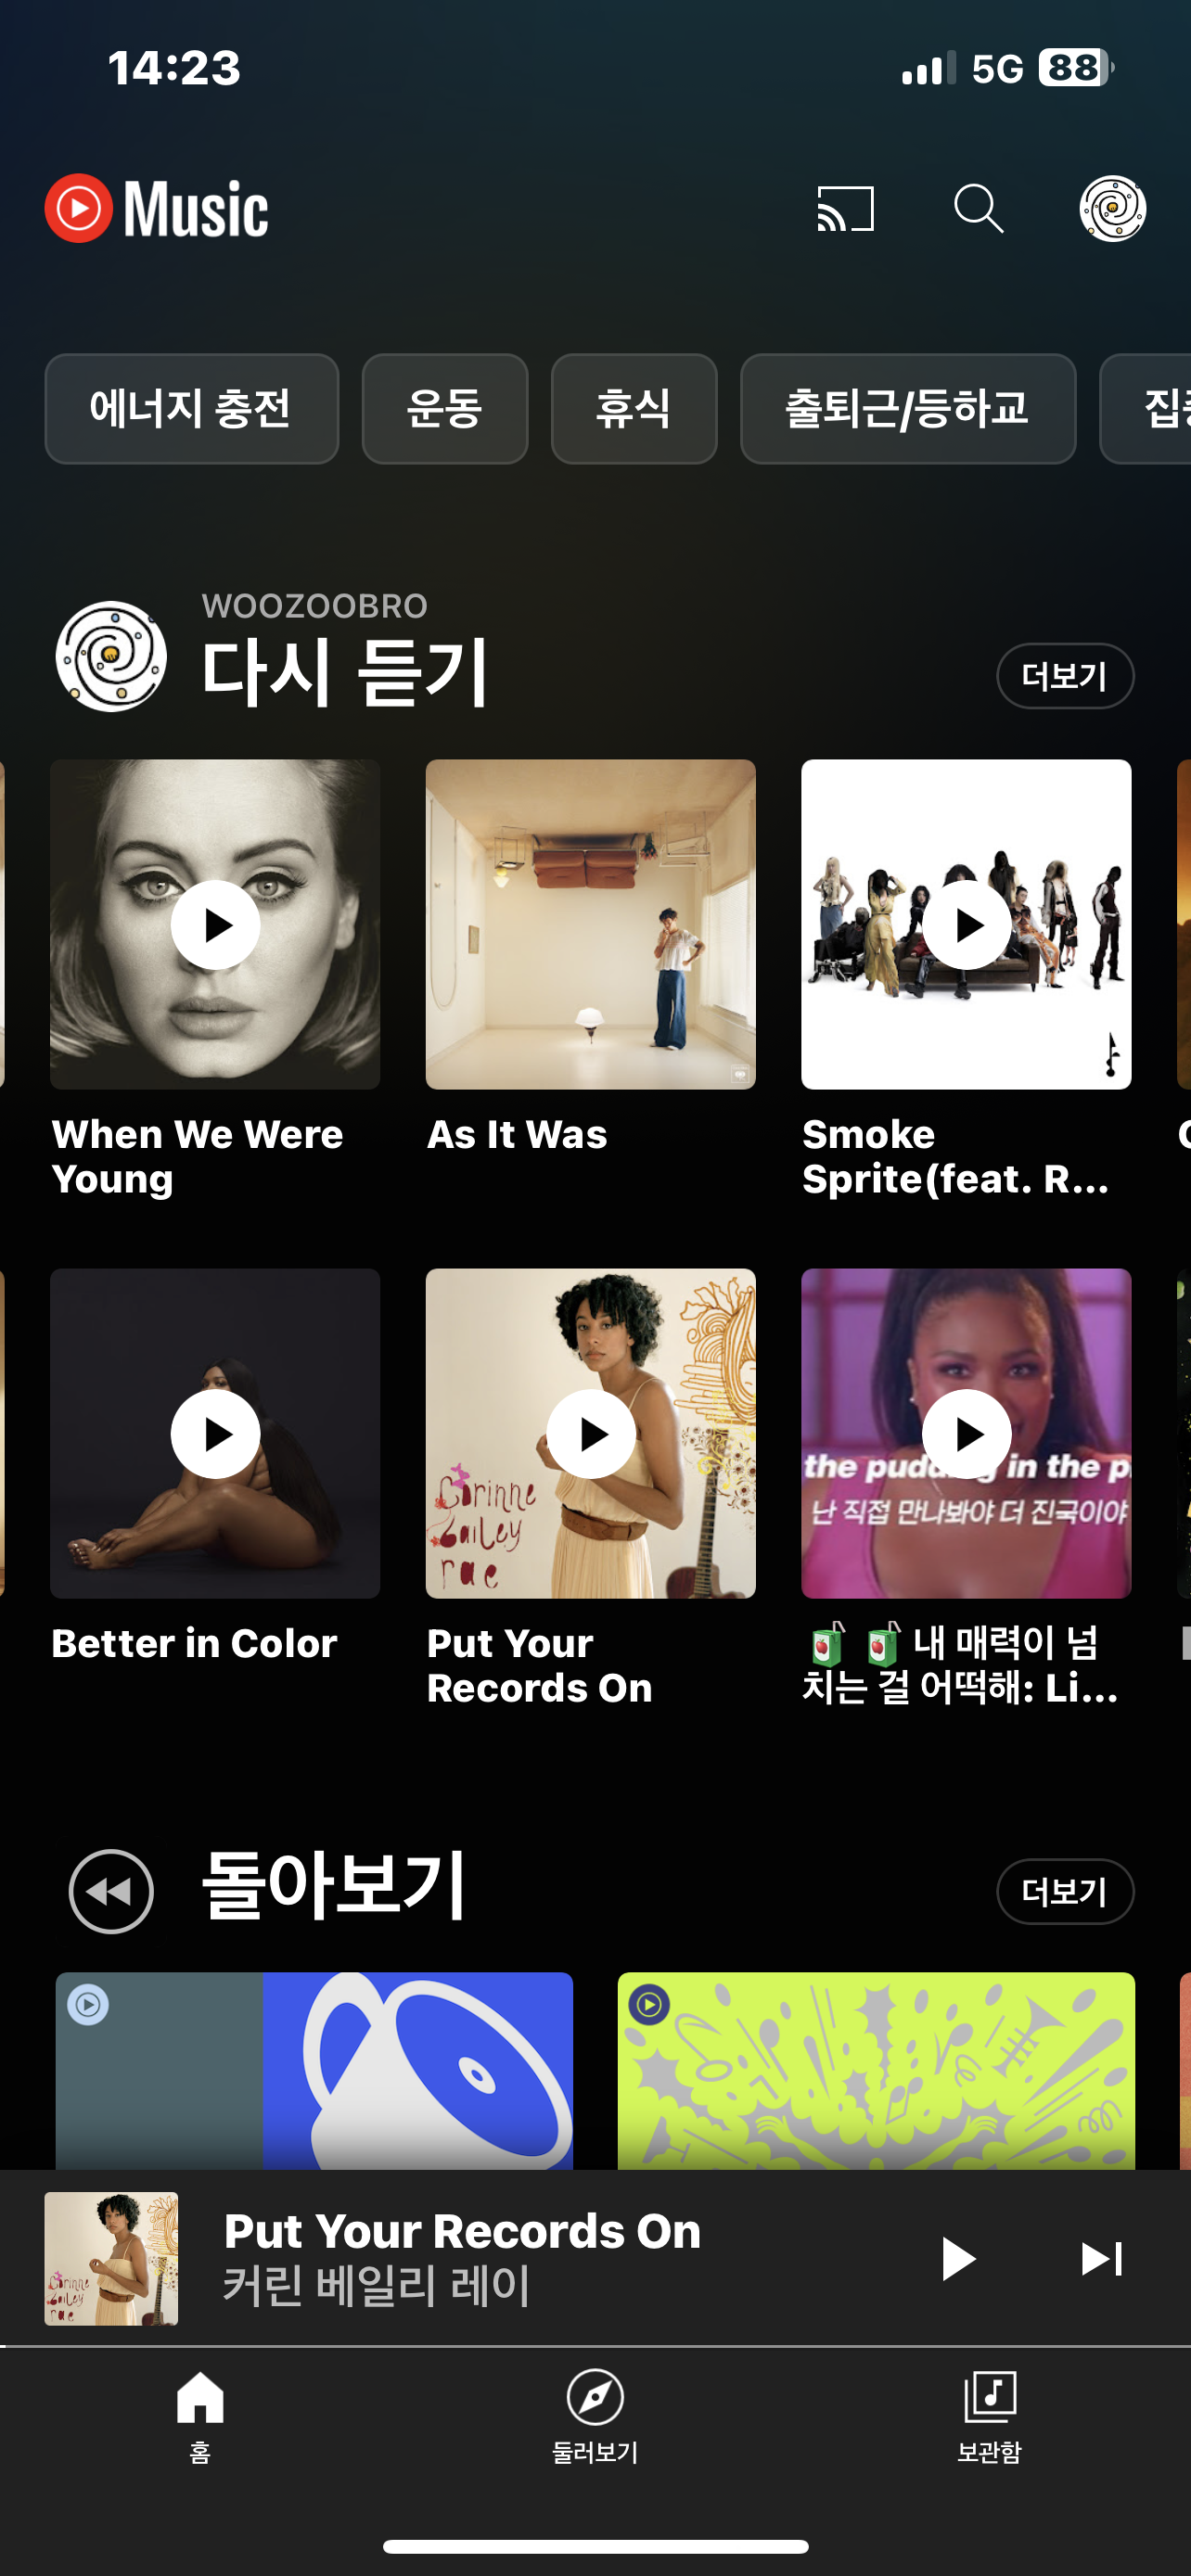 14:23
5G 88
Music
에너지 충전 운동 휴식 출퇴근/등하교
WOOZOOBRO
다시 듣기
더보기
When We Were
Young
As It Was
Smoke
Sprite(feat. R...
the in the
난 직접 만나봐야 더 진국이야
Corinne
bailey
rae
Better in Color
Put Your
Records On
🧃 🧃 내 매력이 넘
치는 걸 어떡해: Li...
돌아보기
더보기
Corinne
bailey
rae
Put Your Records On
커린 베일리 레이
홈 둘러보기 보관함